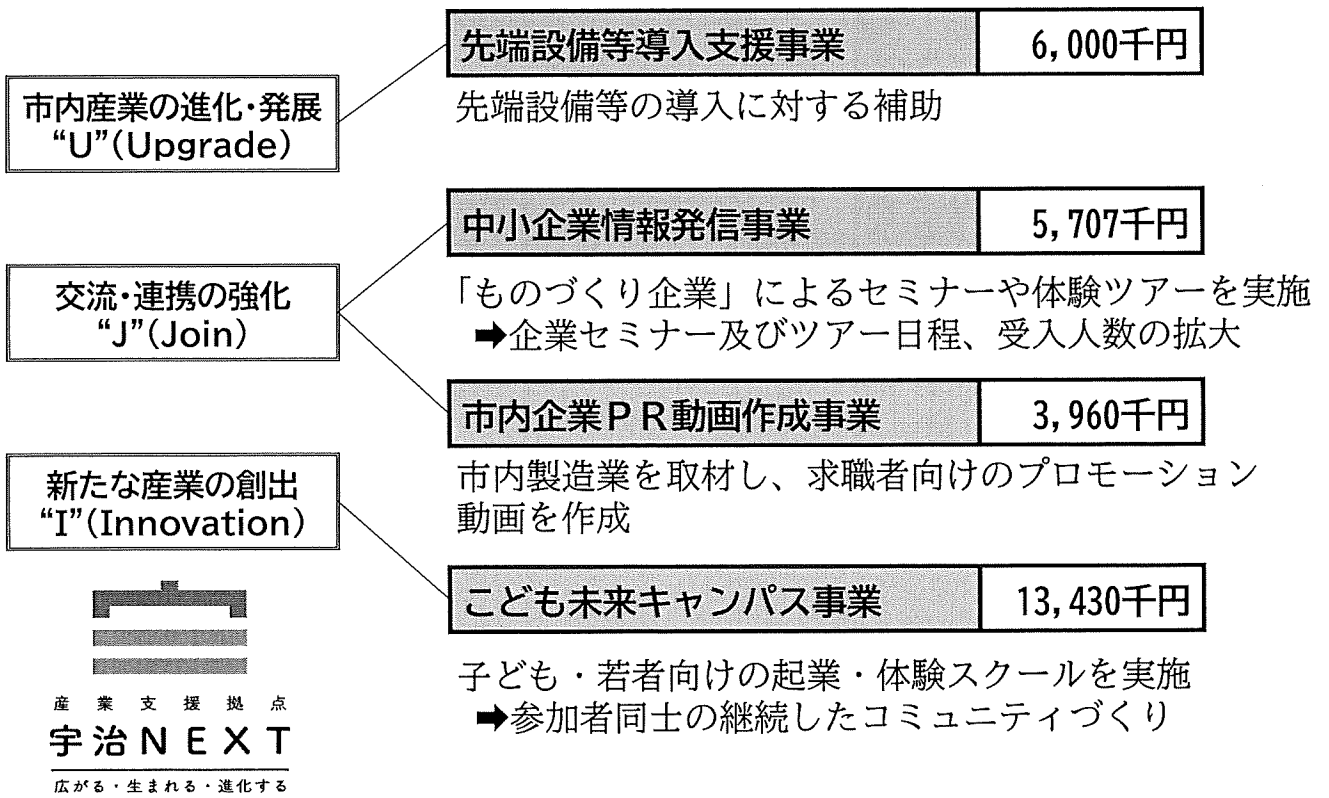 市内産業の進化・発展
“U”(Upgrade)
先端設備等導入支援事業 6,000千円
先端設備等の導入に対する補助
交流・連携の強化
“J”(Join)
中小企業情報発信事業 5,707千円
「ものづくり企業」によるセミナーや体験ツアーを実施
➡企業セミナー及びツアー日程、受入人数の拡大
市内企業ＰＲ動画作成事業 3,960千円
市内製造業を取材し、求職者向けのプロモーション
動画を作成
新たな産業の創出
“I”(Innovation)
こども未来キャンパス事業 13,430千円
子ども・若者向けの起業・体験スクールを実施
➡参加者同士の継続したコミュニティづくり
産業支援拠点
宇治NEXT
広がる・生まれる・進化する